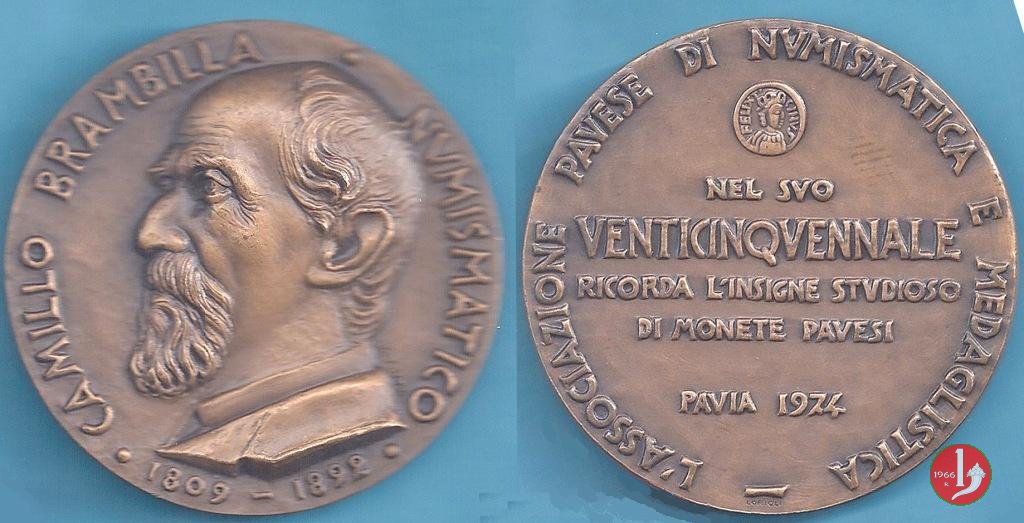 CAMILLO BRAMBILLA · NVMISMATICO
• 1809 – 1892 •
L'ASSOCIAZIONE PAVESE DI NVMISMATICA E MEDAGLISTICA
NEL SVO
VENTICINQVENNALE
RICORDA L'INSIGNE STVDIOSO
DI MONETE PAVESI
PAVIA 1974
1966